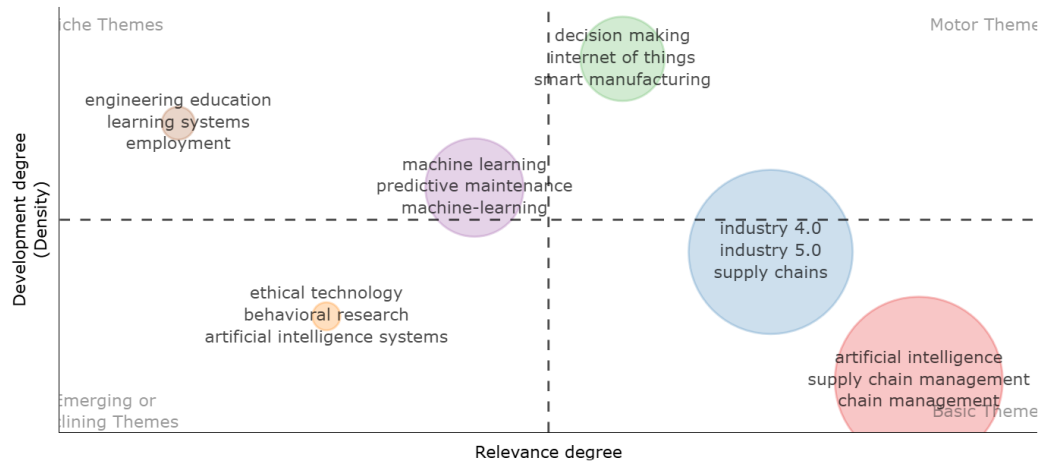 iche Themes
Motor Theme
decision making
internet of things
smart manufacturing
engineering education
learning systems
employment
machine learning
predictive maintenance
machine-learning
industry 4.0
industry 5.0
supply chains
ethical technology
behavioral research
artificial intelligence systems
artificial intelligence
supply chain management
chain management
Emerging or
lining Themes
Basic Theme
Development degree
(Density)
Relevance degree